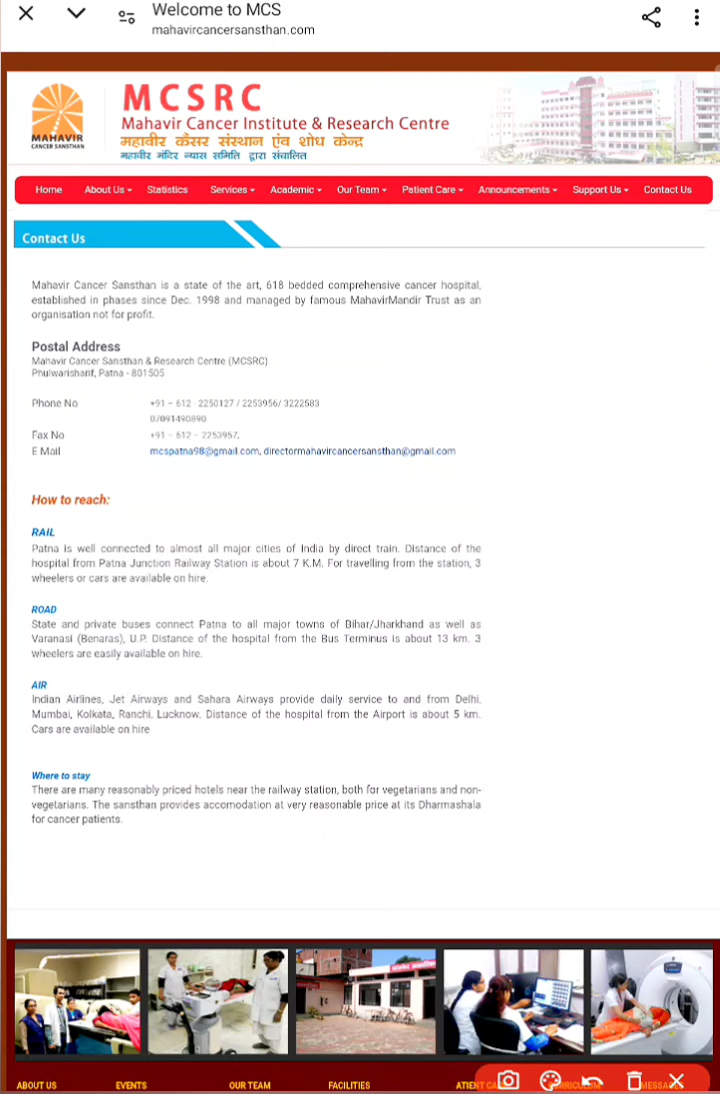 Welcome to MCS
mahavircancersansthan.com
MAHAVIR
CANCER SANSTHAN
MCSRC
Mahavir Cancer Institute & Research Centre
महावीर कैंसर संस्थान एंव शोध केन्द्र
महावीर मंदिर न्यास समिति द्वारा संचालित
Home About Us Statistics Services Academic Our Team Patient Care Announcements Support Us Contact Us
Contact Us
Mahavir Cancer Sansthan is a state of the art, 618 bedded comprehensive cancer hospital,
established in phases since Dec. 1998 and managed by famous MahavirMandir Trust as an
organisation not for profit.
Postal Address
Mahavir Cancer Sansthan & Research Centre (MCSRC)
Phulwarisharif, Patna - 801505
Phone No +91 – 612 - 2250127 / 2253956/ 3222583
07091490890
Fax No +91 – 612 – 2253957,
E Mail mcspatna98@gmail.com, directormahavircancersansthan@gmail.com
How to reach:
RAIL
Patna is well connected to almost all major cities of India by direct train. Distance of the
hospital from Patna Junction Railway Station is about 7 K.M. For travelling from the station, 3
wheelers or cars are available on hire.
ROAD
State and private buses connect Patna to all major towns of Bihar/Jharkhand as well as
Varanasi (Benaras), U.P. Distance of the hospital from the Bus Terminus is about 13 km. 3
wheelers are easily available on hire.
AIR
Indian Airlines, Jet Airways and Sahara Airways provide daily service to and from Delhi,
Mumbai, Kolkata, Ranchi, Lucknow. Distance of the hospital from the Airport is about 5 km.
Cars are available on hire
Where to stay
There are many reasonably priced hotels near the railway station, both for vegetarians and non-
vegetarians. The sansthan provides accomodation at very reasonable price at its Dharmashala
for cancer patients.
ABOUT US EVENTS OUR TEAM FACILITIES